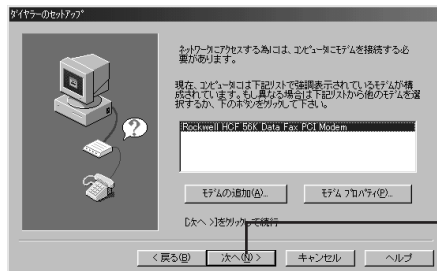 ﾀﾞｲﾔﾗｰのｾｯﾄｱｯﾌﾟ
ﾈｯﾄﾜｰｸにｱｸｾｽする為には、ｺﾝﾋﾟｭｰﾀにﾓﾃﾞﾑを接続する必
要があります。
現在、ｺﾝﾋﾟｭｰﾀには下記ﾘｽﾄで強調表示されているﾓﾃﾞﾑが構
成されています。もし異なる場合は下記ﾘｽﾄから他のﾓﾃﾞﾑを選
択するか、下のﾎﾞﾀﾝをｸﾘｯｸして下さい。
Rockwell HCF 56K Data Fax PCI Modem
ﾓﾃﾞﾑの追加(A)...
ﾓﾃﾞﾑ ﾌﾟﾛﾊﾟﾃｨ(P)...
[次へ >]をｸﾘｯｸして続行
< 戻る(B)
次へ(N) >
キャンセル
ヘルプ